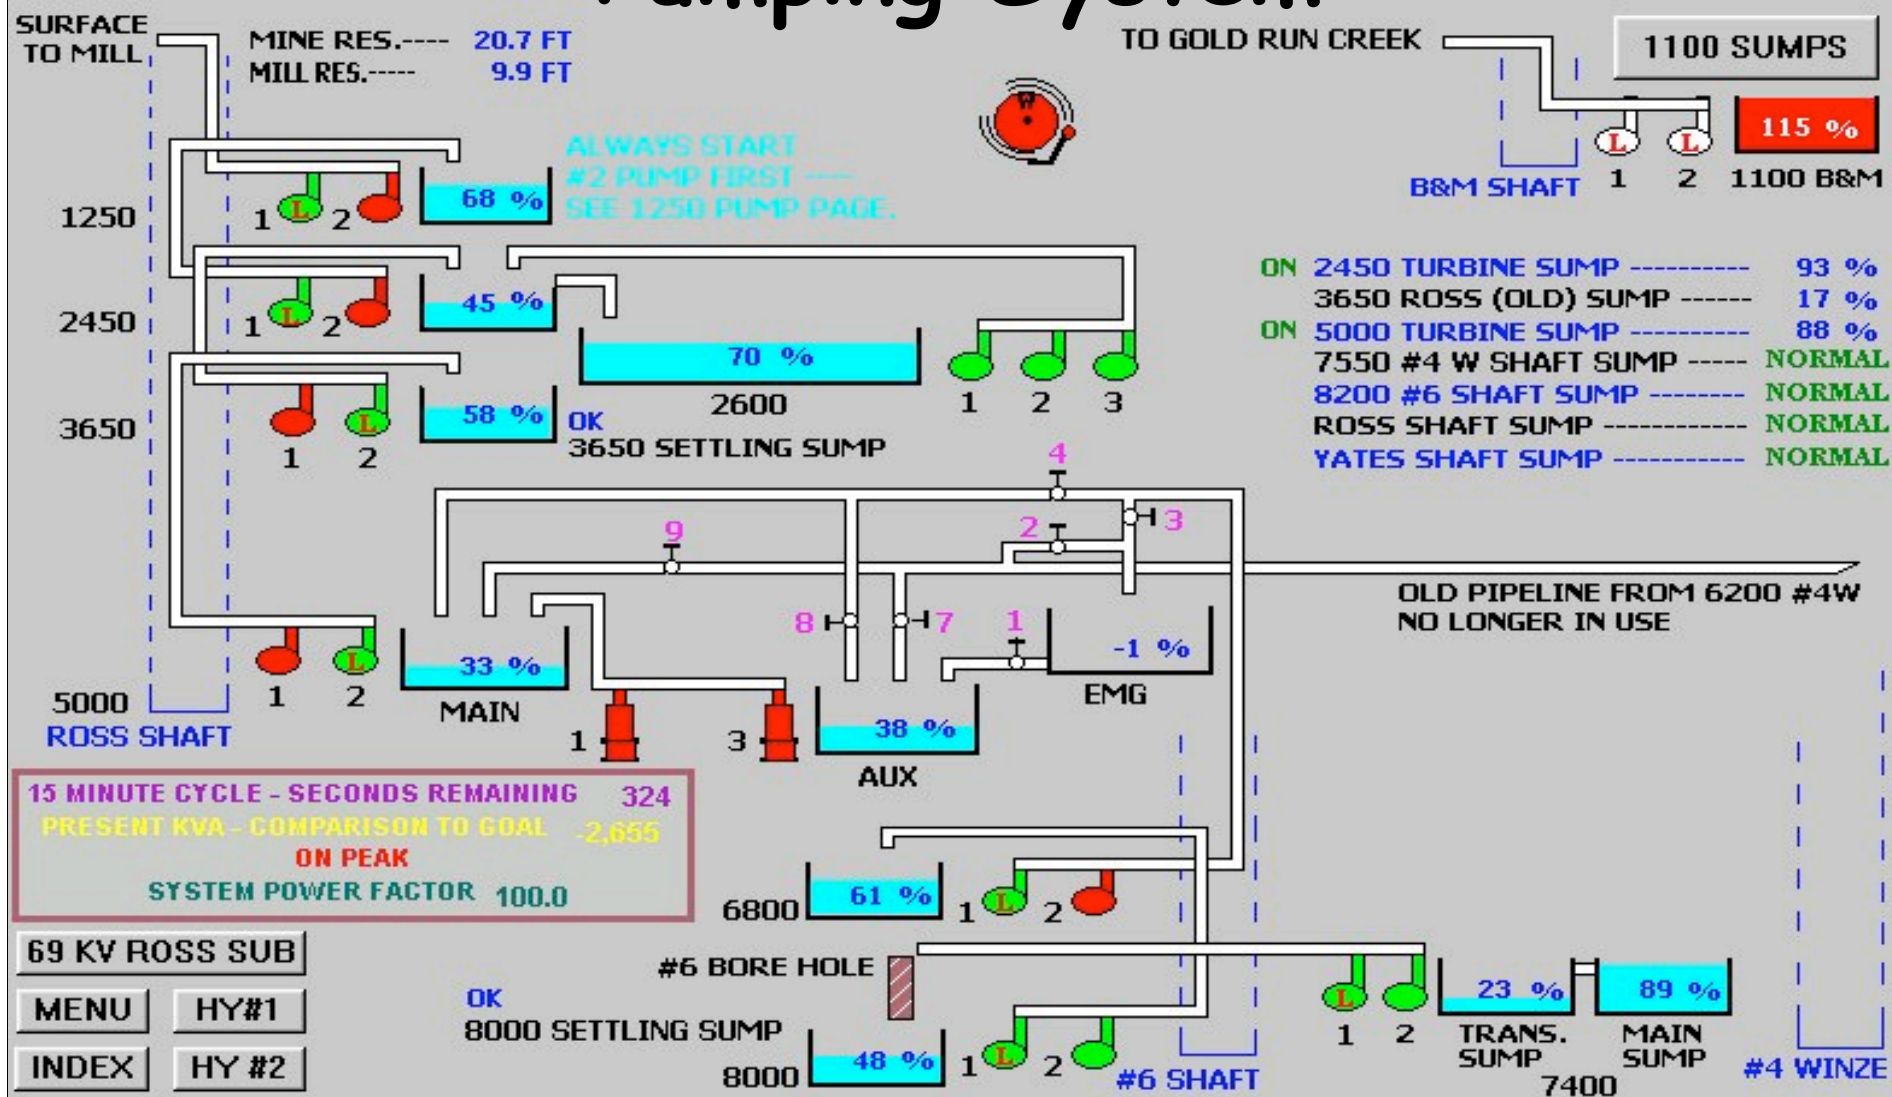 Pumping System
SURFACE
TO MILL
MINE RES.---- 20.7 FT
MILL RES.----- 9.9 FT
TO GOLD RUN CREEK
1100 SUMPS
115 %
1 2 1100 B&M
B&M SHAFT
ALWAYS START
#2 PUMP FIRST ----
SEE 1250 PUMP PAGE.
1250
1 L 2
68 %
2450
1 L 2
45 %
70 %
2600
1 2 3
3650
1 2 L
58 %
OK
3650 SETTLING SUMP
L L
ON 2450 TURBINE SUMP ---------- 93 %
3650 ROSS (OLD) SUMP ------ 17 %
ON 5000 TURBINE SUMP ---------- 88 %
7550 #4 W SHAFT SUMP ----- NORMAL
8200 #6 SHAFT SUMP -------- NORMAL
ROSS SHAFT SUMP ------------ NORMAL
YATES SHAFT SUMP ----------- NORMAL
4
3
2
9
8
7
1
OLD PIPELINE FROM 6200 #4W
NO LONGER IN USE
5000
ROSS SHAFT
1 2 L
33 %
MAIN
1 3
38 %
AUX
-1 %
EMG
15 MINUTE CYCLE - SECONDS REMAINING 324
PRESENT KVA - COMPARISON TO GOAL -2,655
ON PEAK
SYSTEM POWER FACTOR 100.0
6800
61 %
1 L 2
#6 BORE HOLE
OK
8000 SETTLING SUMP
8000
48 %
1 L 2
#6 SHAFT
L
1 2
23 %
TRANS.
SUMP
89 %
MAIN
SUMP
7400
#4 WINZE
69 KV ROSS SUB
MENU HY#1
INDEX HY #2